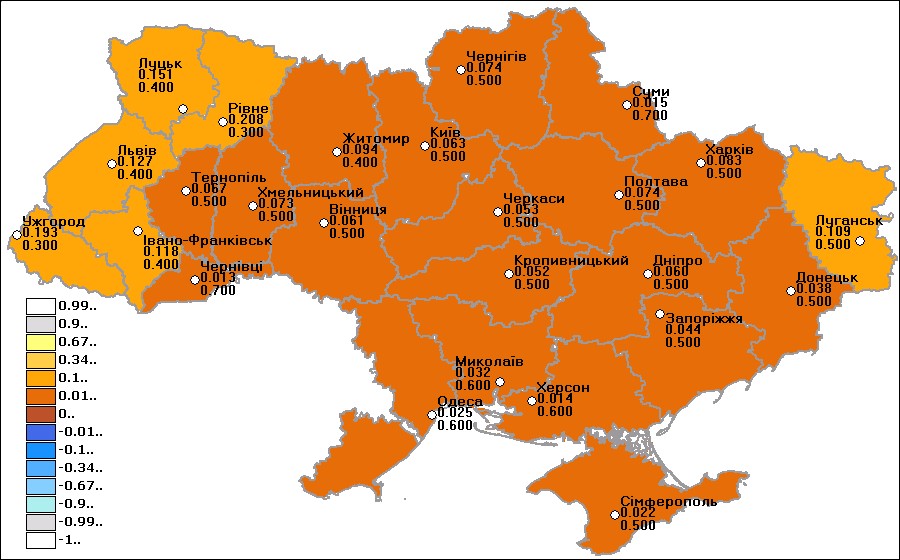 Чернігів
0.074
0.500
Луцьк
0.151
0.400
Суми
0.015
0.700
Рівне
0.208
0.300
Житомир
0.094
0.400
Київ
0.063
0.500
Харків
0.083
0.500
Львів
0.127
0.400
Тернопіль
0.067
0.500
Хмельницький
0.073
0.500
Вінниця
0.061
0.500
Черкаси
0.053
0.500
Полтава
0.074
0.500
Ужгород
0.193
0.300
Івано-Франківськ
0.118
0.400
Луганськ
0.109
0.500
Чернівці
0.013
0.700
Кропивницький
0.052
0.500
Дніпро
0.060
0.500
Донецьк
0.038
0.500
Запоріжжя
0.044
0.500
Миколаїв
0.032
0.600
Херсон
0.014
0.600
Одеса
0.025
0.600
Сімферополь
0.022
0.500
0.99..
0.9..
0.67..
0.34..
0.1..
0.01..
0..
-0.01..
-0.1..
-0.34..
-0.67..
-0.9..
-0.99..
-1..